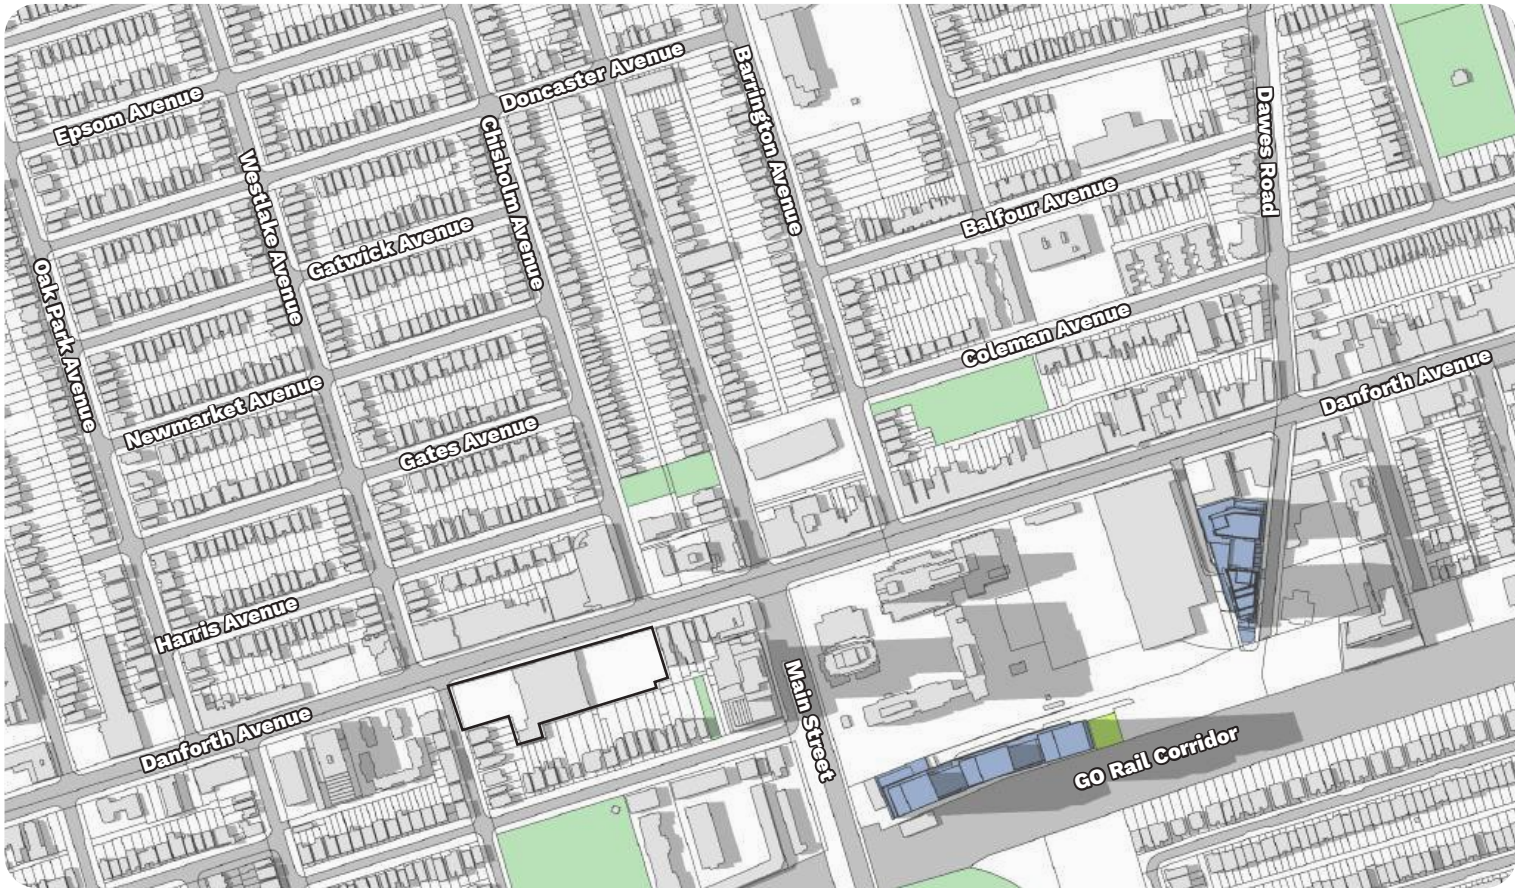 Doncaster Avenue
Epsom Avenue
Barrington Avenue
Dawes Road
Chisholm Avenue
Westlake Avenue
Balfour Avenue
Gatwick Avenue
Oak Park Avenue
Coleman Avenue
Danforth Avenue
Newmarket Avenue
Gates Avenue
Harris Avenue
Main Street
Danforth Avenue
GO Rail Corridor